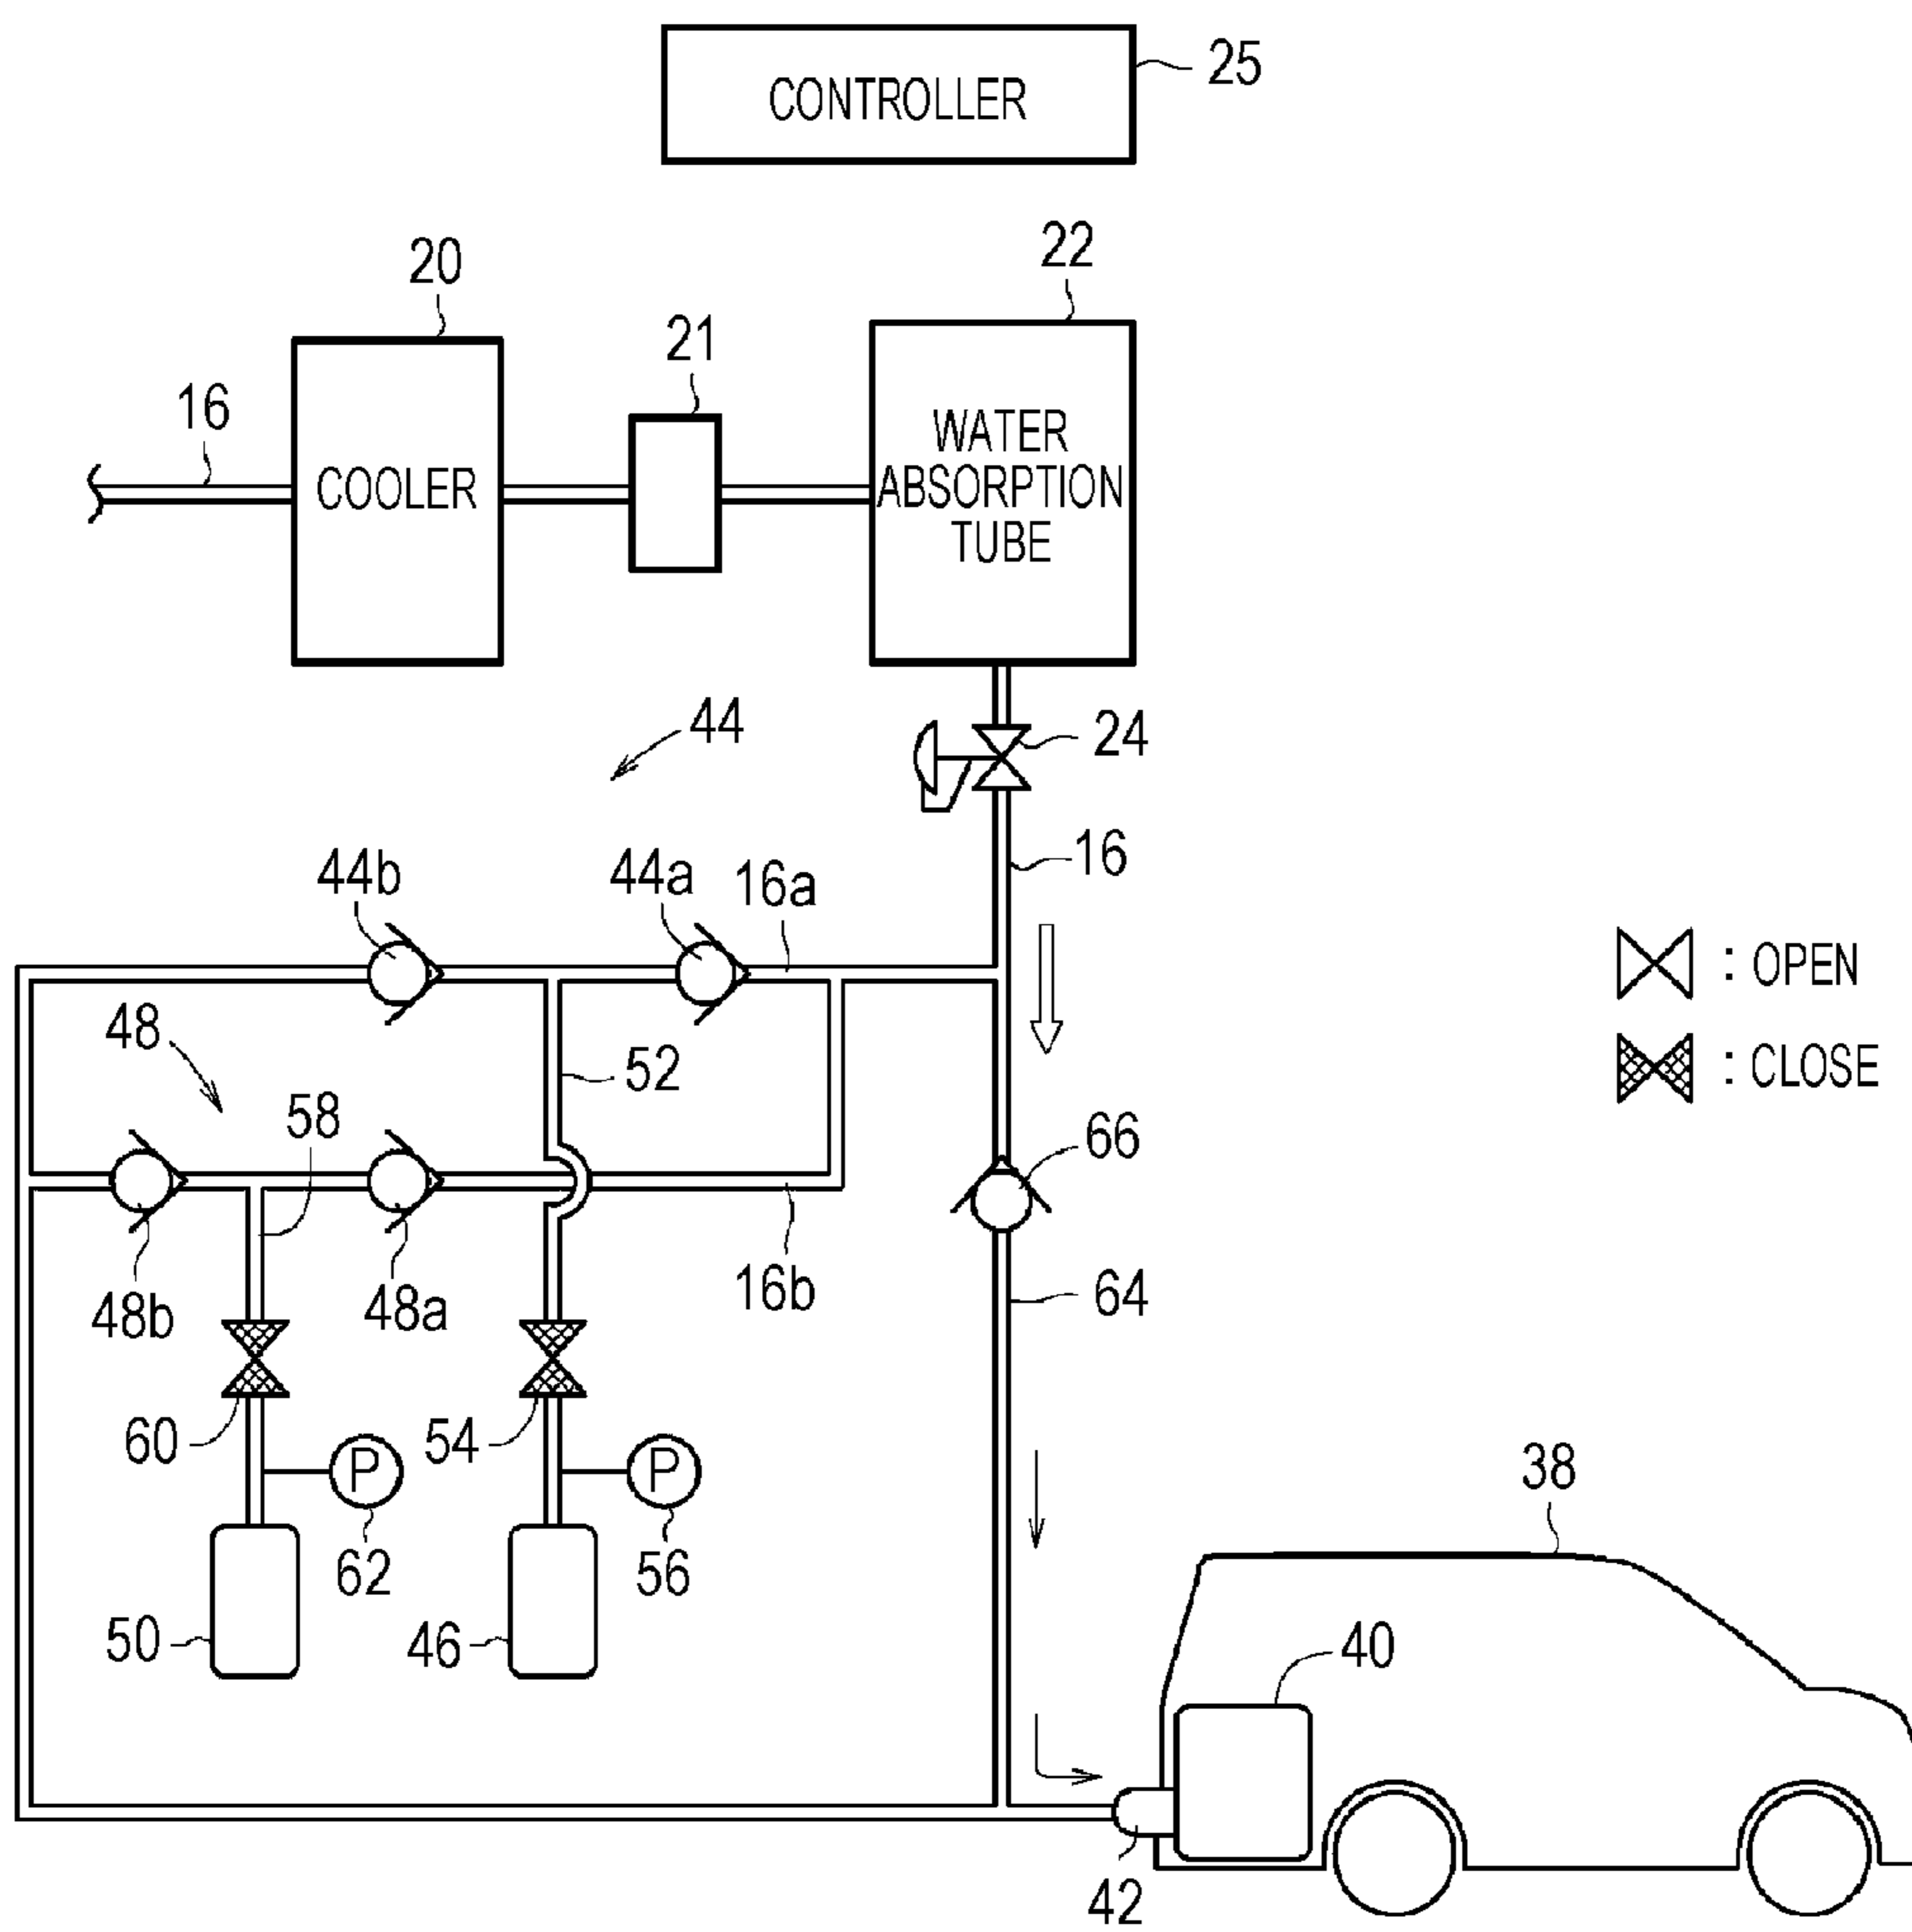 CONTROLLER
25
20
22
21
16
COOLER
WATER
ABSORPTION
TUBE
44
24
16
44b
44a
16a
: OPEN
48
52
: CLOSE
58
66
48b
48a
16b
64
60
54
P
P
38
62
56
50
46
40
42